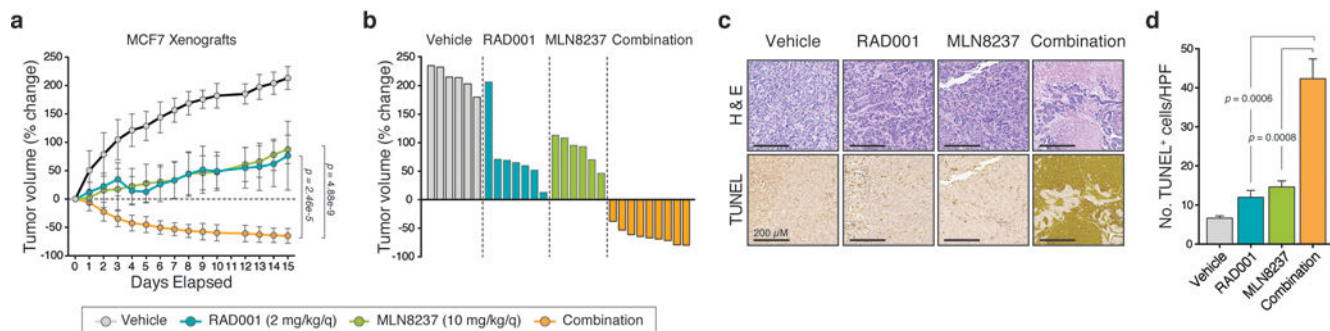 a
MCF7 Xenografts
Tumor volume (% change)
250
200
150
100
50
0
-50
-100
0 1 2 3 4 5 6 7 8 9 10 11 12 13 14 15
Days Elapsed
p = 2.46e-5
p = 4.88e-9
b
Vehicle RAD001 MLN8237 Combination
Tumor volume (% change)
250
200
150
100
50
0
-50
-100
Vehicle RAD001 (2 mg/kg/q) MLN8237 (10 mg/kg/q) Combination
c
Vehicle RAD001 MLN8237 Combination
H & E
TUNEL
200 µM
d
No. TUNEL⁺ cells/HPF
50
40
30
20
10
0
p = 0.0006
p = 0.0008
Vehicle
RAD001
MLN8237
Combination